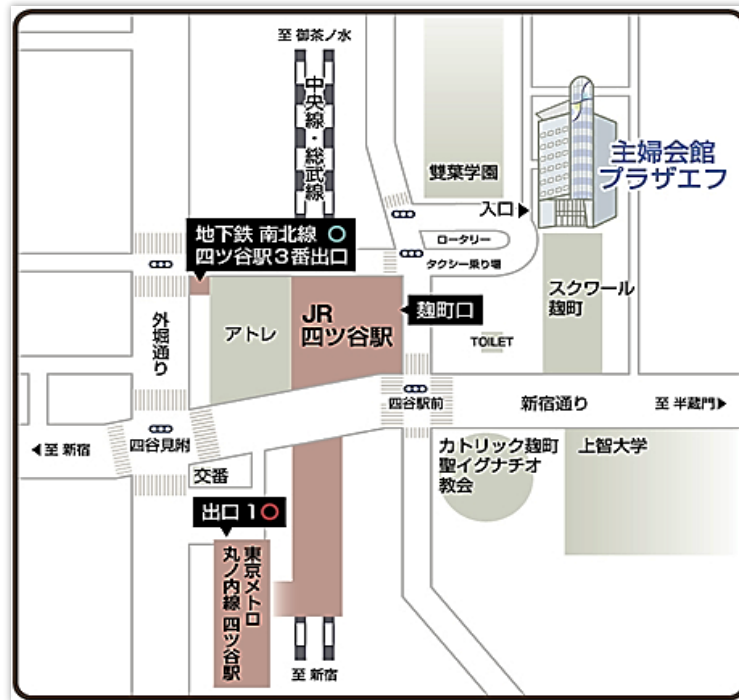 至 御茶ノ水
中央線・総武線
雙葉学園
主婦会館
プラザエフ
入口▶
地下鉄 南北線 ○
四ツ谷駅3番出口
ロータリー
タクシー乗り場
外堀通り
アトレ
JR
四ツ谷駅
麹町口
スクワール
麹町
TOILET
四谷駅前
新宿通り
至 半蔵門▶
◀至 新宿
四谷見附
交番
カトリック麹町
聖イグナチオ
教会
上智大学
出口 1○
東京メトロ
丸ノ内線 四ツ谷駅
至 新宿